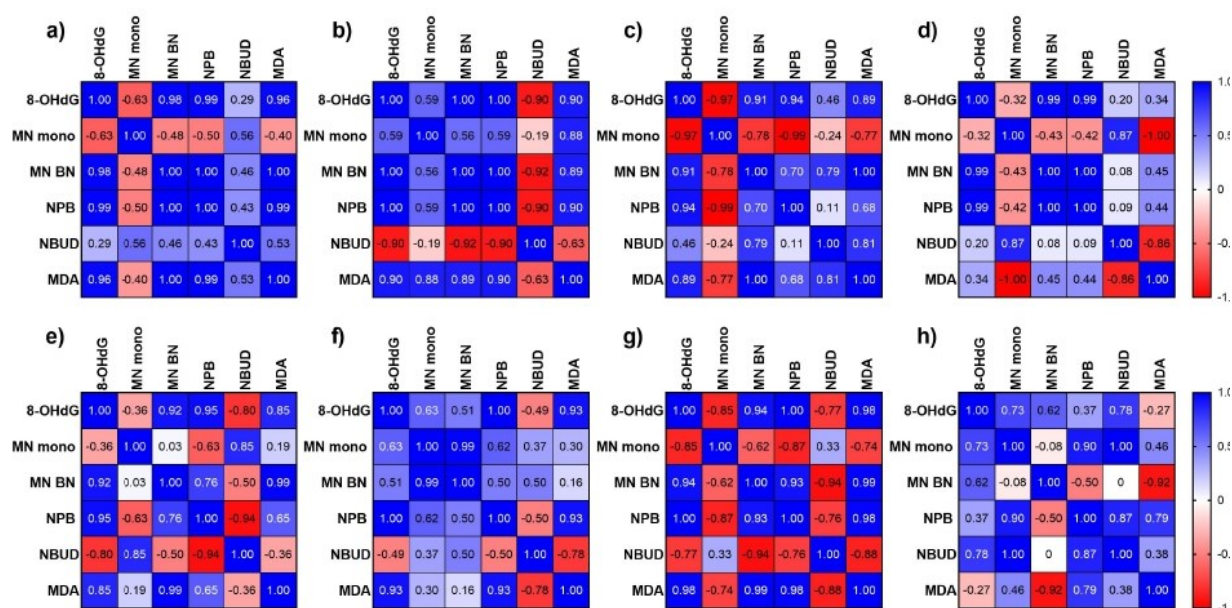 a) b) c) d)
8-OHdG MN mono MN BN NPB NBUD MDA 8-OHdG MN mono MN BN NPB NBUD MDA 8-OHdG MN mono MN BN NPB NBUD MDA 8-OHdG MN mono MN BN NPB NBUD MDA
8-OHdG 1.00 -0.63 0.98 0.99 0.29 0.96 8-OHdG 1.00 0.59 1.00 1.00 -0.90 0.90 8-OHdG 1.00 -0.97 0.91 0.94 0.46 0.89 8-OHdG 1.00 -0.32 0.99 0.99 0.20 0.34 1.0
MN mono -0.63 1.00 -0.48 -0.50 0.56 -0.40 MN mono 0.59 1.00 0.56 0.59 -0.19 0.88 MN mono -0.97 1.00 -0.78 -0.99 -0.24 -0.77 MN mono -0.32 1.00 -0.43 -0.42 0.87 -1.00 0.5
MN BN 0.98 -0.48 1.00 1.00 0.46 1.00 MN BN 1.00 0.56 1.00 1.00 -0.92 0.89 MN BN 0.91 -0.78 1.00 0.70 0.79 1.00 MN BN 0.99 -0.43 1.00 1.00 0.08 0.45 0
NPB 0.99 -0.50 1.00 1.00 0.43 0.99 NPB 1.00 0.59 1.00 1.00 -0.90 0.90 NPB 0.94 -0.99 0.70 1.00 0.11 0.68 NPB 0.99 -0.42 1.00 1.00 0.09 0.44
NBUD 0.29 0.56 0.46 0.43 1.00 0.53 NBUD -0.90 -0.19 -0.92 -0.90 1.00 -0.63 NBUD 0.46 -0.24 0.79 0.11 1.00 0.81 NBUD 0.20 0.87 0.08 0.09 1.00 -0.86
MDA 0.96 -0.40 1.00 0.99 0.53 1.00 MDA 0.90 0.88 0.89 0.90 -0.63 1.00 MDA 0.89 -0.77 1.00 0.68 0.81 1.00 MDA 0.34 -1.00 0.45 0.44 -0.86 1.00
e) f) g) h)
8-OHdG MN mono MN BN NPB NBUD MDA 8-OHdG MN mono MN BN NPB NBUD MDA 8-OHdG MN mono MN BN NPB NBUD MDA 8-OHdG MN mono MN BN NPB NBUD MDA
8-OHdG 1.00 -0.36 0.92 0.95 -0.80 0.85 8-OHdG 1.00 0.63 0.51 1.00 -0.49 0.93 8-OHdG 1.00 -0.85 0.94 1.00 -0.77 0.98 8-OHdG 1.00 0.73 0.62 0.37 0.78 -0.27 1.0
MN mono -0.36 1.00 0.03 -0.63 0.85 0.19 MN mono 0.63 1.00 0.99 0.62 0.37 0.30 MN mono -0.85 1.00 -0.62 -0.87 0.33 -0.74 MN mono 0.73 1.00 -0.08 0.90 1.00 0.46 0.5
MN BN 0.92 0.03 1.00 0.76 -0.50 0.99 MN BN 0.51 0.99 1.00 0.50 0.50 0.16 MN BN 0.94 -0.62 1.00 0.93 -0.94 0.99 MN BN 0.62 -0.08 1.00 -0.50 0 -0.92 0
NPB 0.95 -0.63 0.76 1.00 -0.94 0.65 NPB 1.00 0.62 0.50 1.00 -0.50 0.93 NPB 1.00 -0.87 0.93 1.00 -0.76 0.98 NPB 0.37 0.90 -0.50 1.00 0.87 0.79
NBUD -0.80 0.85 -0.50 -0.94 1.00 -0.36 NBUD -0.49 0.37 0.50 -0.50 1.00 -0.78 NBUD -0.77 0.33 -0.94 -0.76 1.00 -0.88 NBUD 0.78 1.00 0 0.87 1.00 0.38
MDA 0.85 0.19 0.99 0.65 -0.36 1.00 MDA 0.93 0.30 0.16 0.93 -0.78 1.00 MDA 0.98 -0.74 0.99 0.98 -0.88 1.00 MDA -0.27 0.46 -0.92 0.79 0.38 1.00